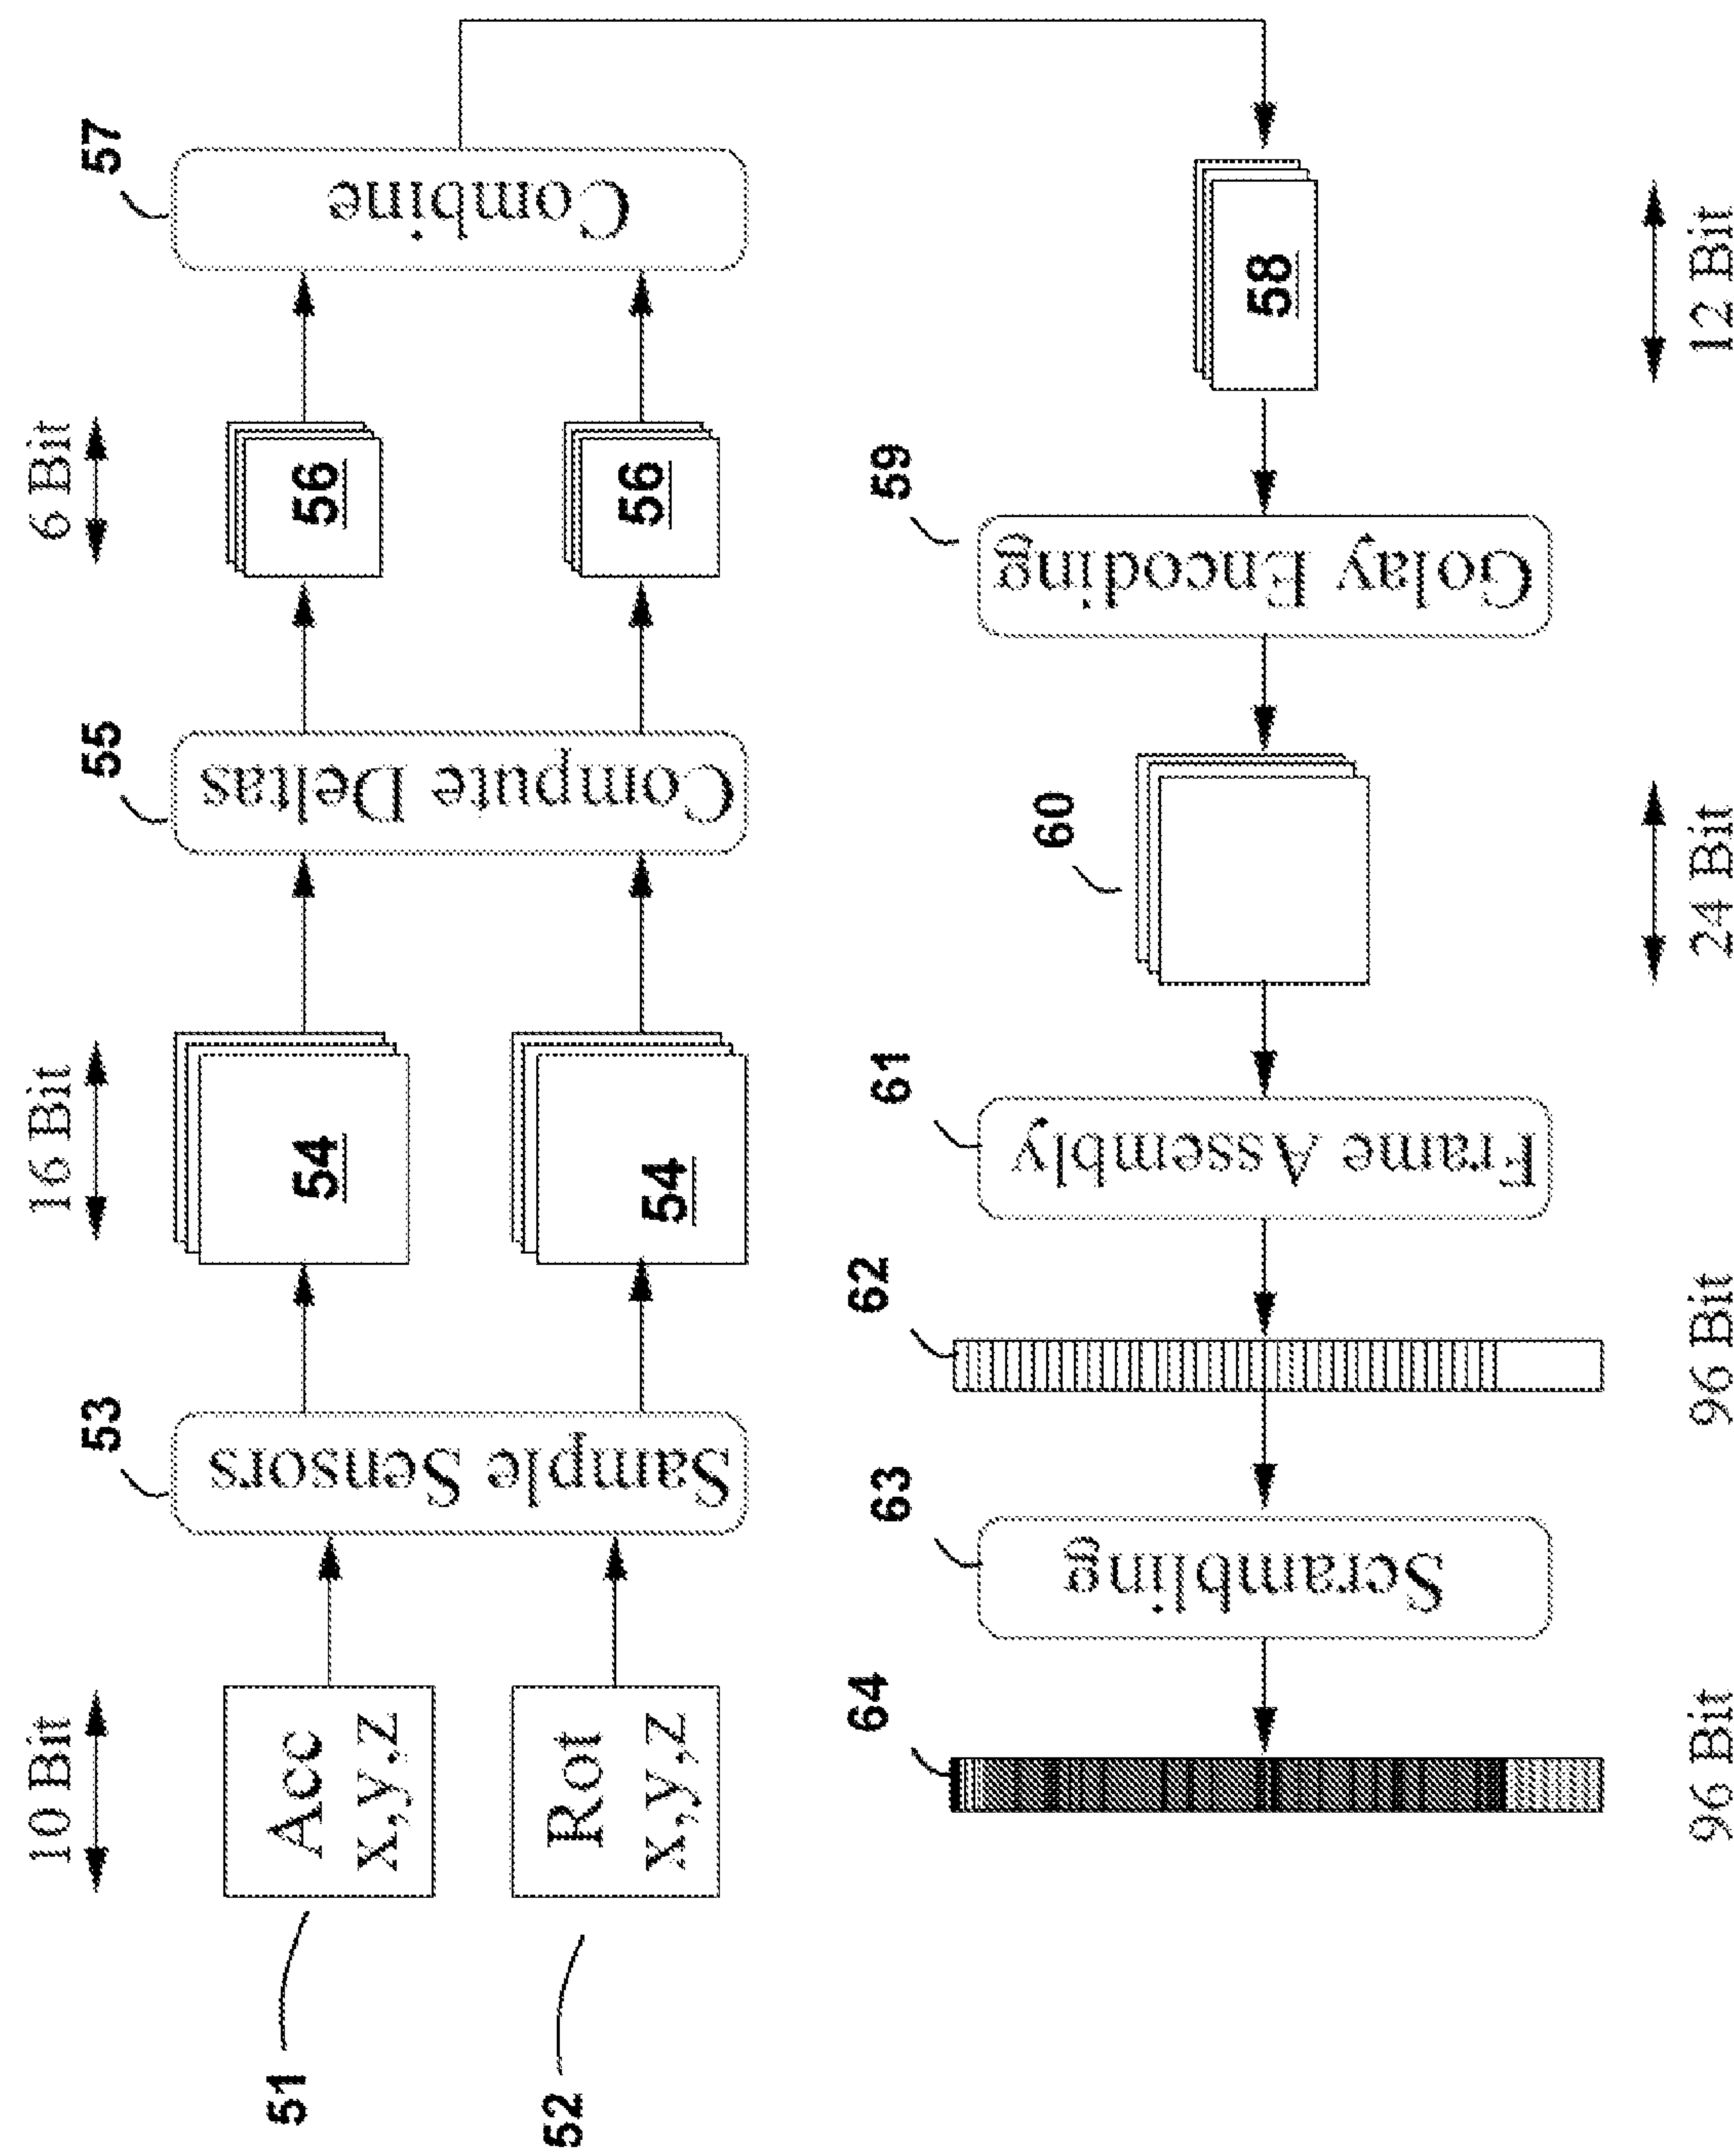 10 Bit
16 Bit
6 Bit
53
55
57
51
Acc
x,y,z
52
Rot
x,y,z
Sample Sensors
54
54
Compute Deltas
56
56
Combine
64
63
62
61
60
59
Scrambling
Frame Assembly
Golay Encoding
58
96 Bit
96 Bit
24 Bit
12 Bit